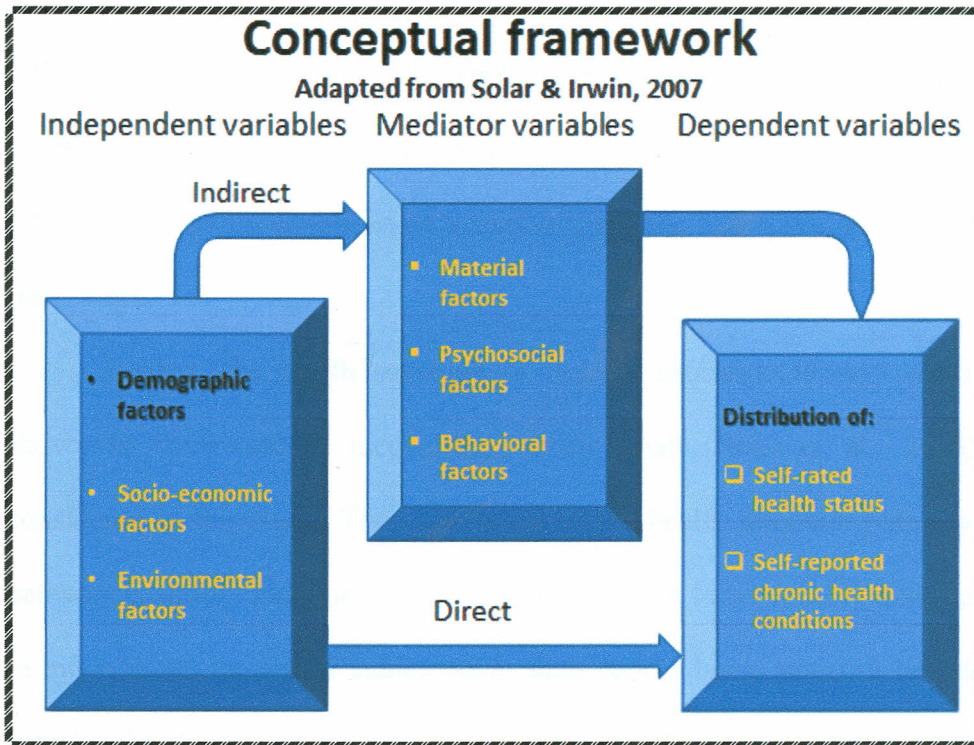 Conceptual framework
Adapted from Solar & Irwin, 2007
Independent variables
Mediator variables
Dependent variables
Indirect
• Demographic
factors
• Socio-economic
factors
• Environmental
factors
▪ Material
factors
▪ Psychosocial
factors
▪ Behavioral
factors
Distribution of:
❑ Self-rated
health status
❑ Self-reported
chronic health
conditions
Direct